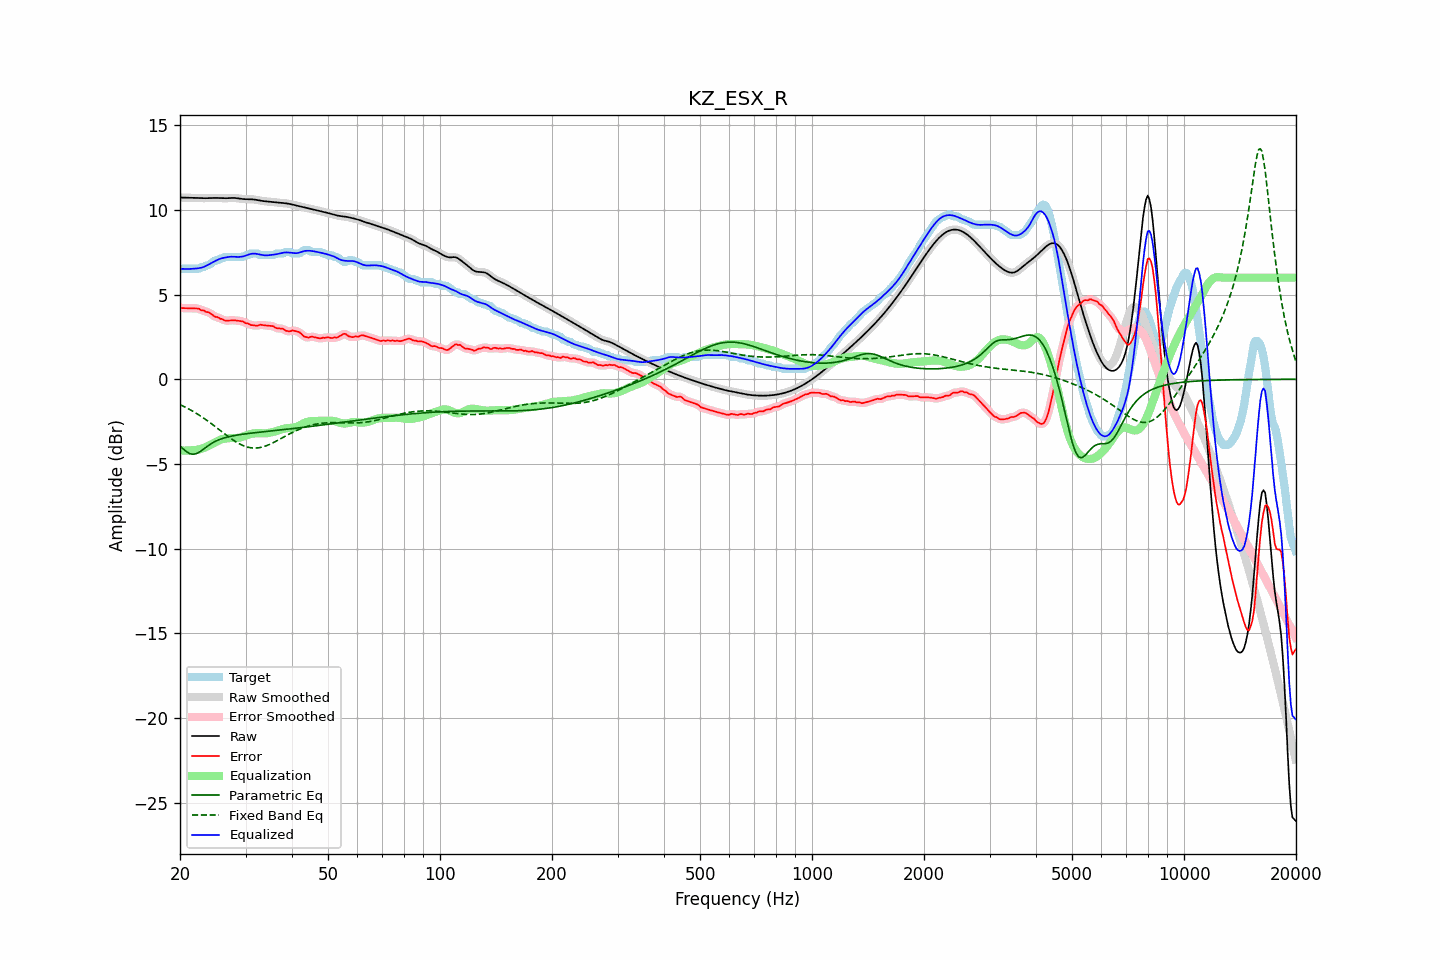 KZ_ESX_R
Amplitude (dBr)
15
10
5
0
−5
−10
−15
−20
−25
Target
Raw Smoothed
Error Smoothed
Raw
Error
Equalization
Parametric Eq
Fixed Band Eq
Equalized
20 50 100 200 500 1000 2000 5000 10000 20000
Frequency (Hz)